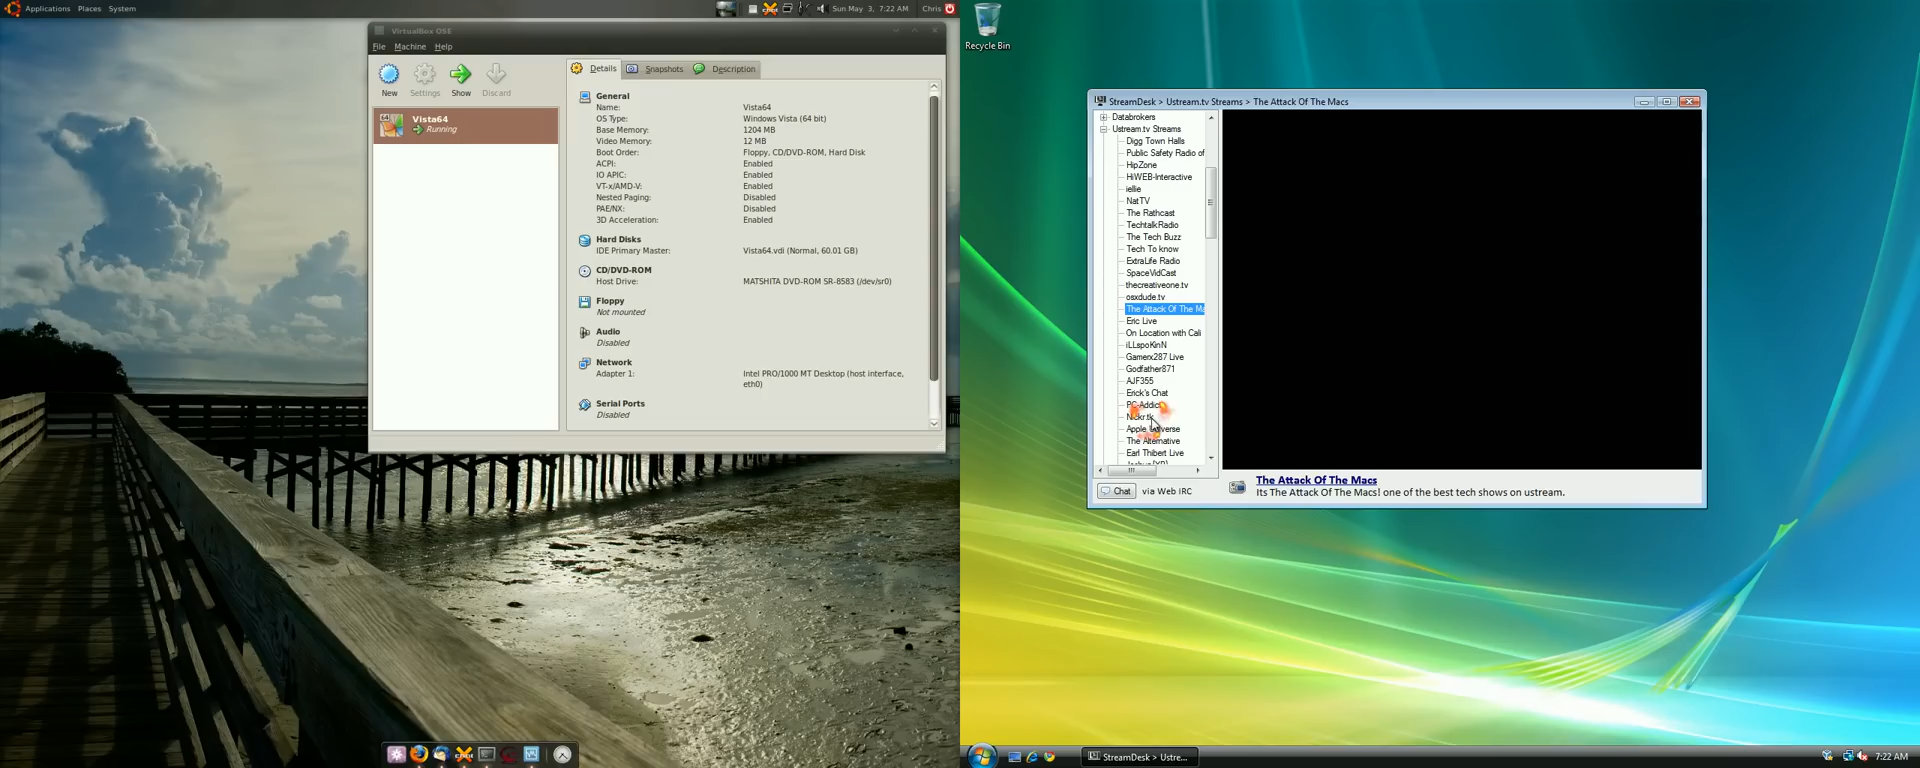 Applications Places System
Sun May 3, 7:22 AM
Chris
VirtualBox OSE
File Machine Help
New
Settings
Show
Discard
Vista64
Running
64
Details
Snapshots
Description
General
Name: Vista64
OS Type: Windows Vista (64 bit)
Base Memory: 1204 MB
Video Memory: 12 MB
Boot Order: Floppy, CD/DVD-ROM, Hard Disk
ACPI: Enabled
IO APIC: Enabled
VT-x/AMD-V: Enabled
Nested Paging: Disabled
PAE/NX: Disabled
3D Acceleration: Enabled
Hard Disks
IDE Primary Master: Vista64.vdi (Normal, 60.01 GB)
CD/DVD-ROM
Host Drive: MATSHITA DVD-ROM SR-8583 (/dev/sr0)
Floppy
Not mounted
Audio
Disabled
Network
Adapter 1: Intel PRO/1000 MT Desktop (host interface,
eth0)
Serial Ports
Disabled
Recycle Bin
StreamDesk > Ustream.tv Streams > The Attack Of The Macs
Databrokers
Ustream.tv Streams
Digg Town Halls
Public Safety Radio of
HipZone
HiWEB-Interactive
iellie
NatTV
The Rathcast
TechtalkRadio
The Tech Buzz
Tech To know
ExtraLife Radio
SpaceVidCast
thecreativeone.tv
osxdude.tv
The Attack Of The Ma
Eric Live
On Location with Cali
iLLspoKinN
Gamerx287 Live
Godfather871
AJF355
Erick's Chat
PC Addict
Nickr.tk
Apple Universe
The Alternative
Earl Thibert Live
Chat via Web IRC
The Attack Of The Macs
Its The Attack Of The Macs! one of the best tech shows on ustream.
StreamDesk > Ustre...
7:22 AM